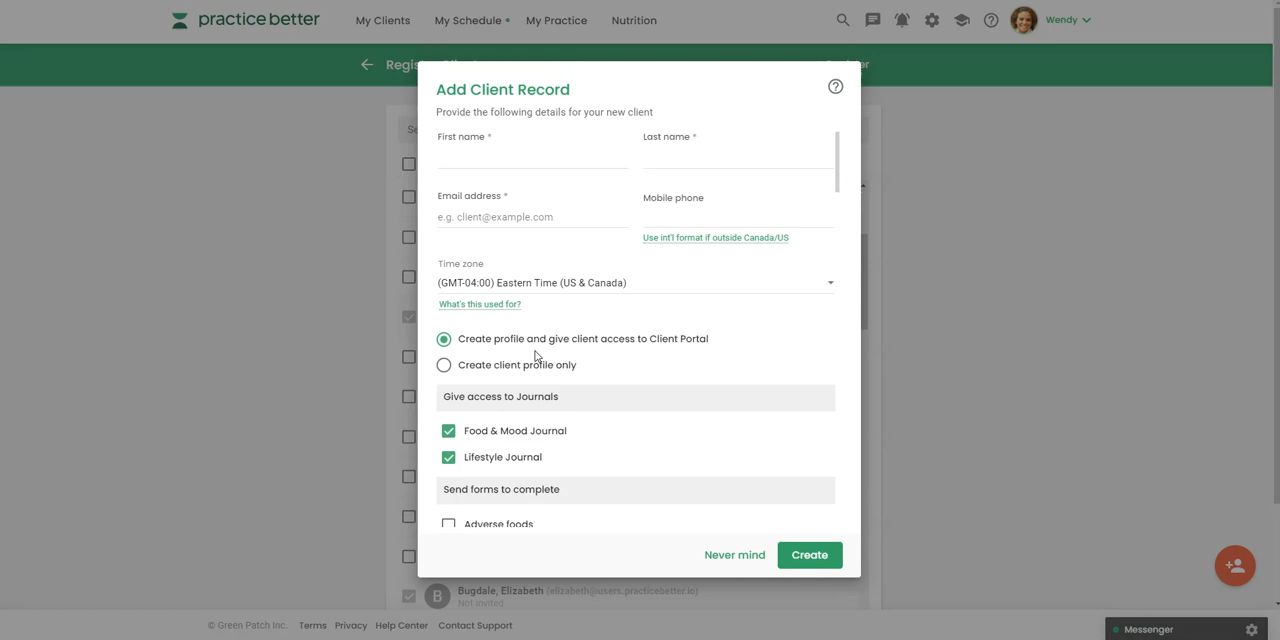 practicebetter
My Clients
My Schedule
My Practice
Nutrition
Wendy
Add Client Record
Provide the following details for your new client
First name *
Last name *
Email address *
Mobile phone
e.g. client@example.com
Use int'l format if outside Canada/US
Time zone
(GMT-04:00) Eastern Time (US & Canada)
What's this used for?
Create profile and give client access to Client Portal
Create client profile only
Give access to Journals
Food & Mood Journal
Lifestyle Journal
Send forms to complete
Adverse foods
Never mind
Create
B
Bugdale, Elizabeth (elizabeth@users.practicebetter.io)
Not invited
© Green Patch Inc.
Terms
Privacy
Help Center
Contact Support
Messenger